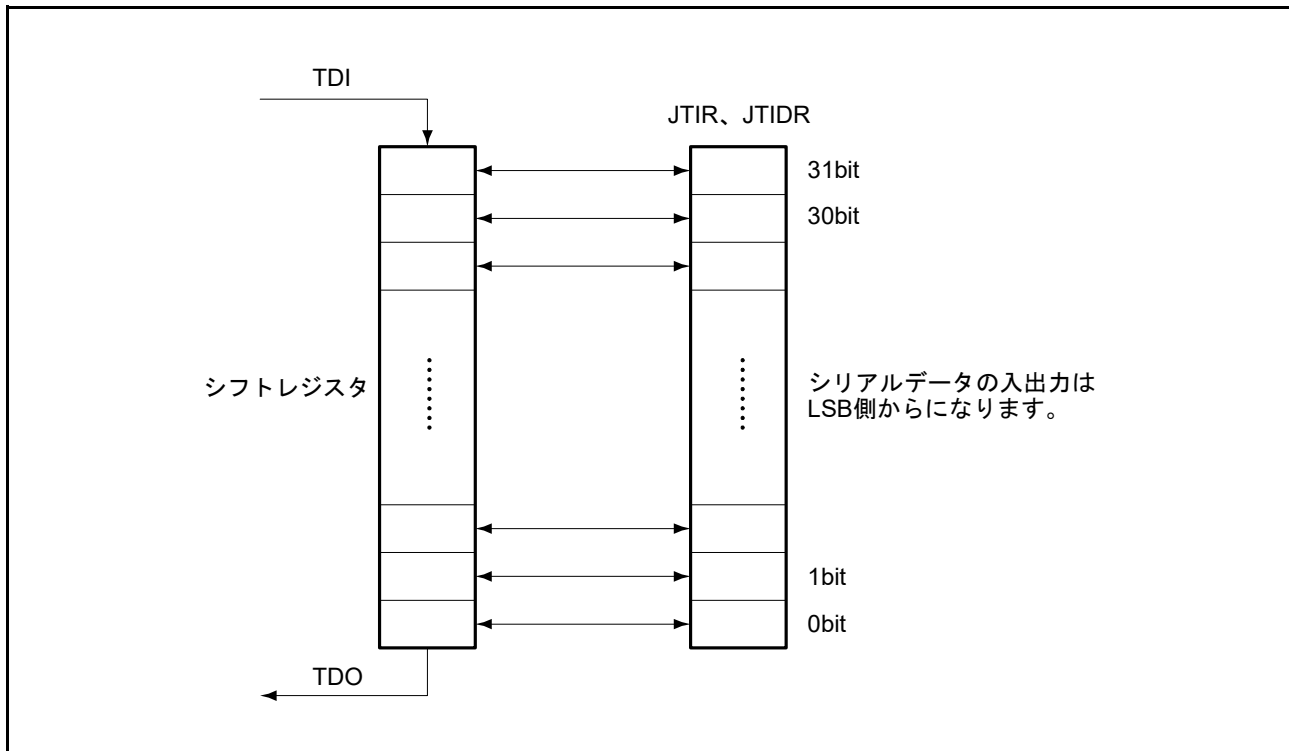 TDI
JTIR、JTIDR
31bit
30bit
シフトレジスタ
シリアルデータの入出力は
LSB側からになります。
1bit
0bit
TDO